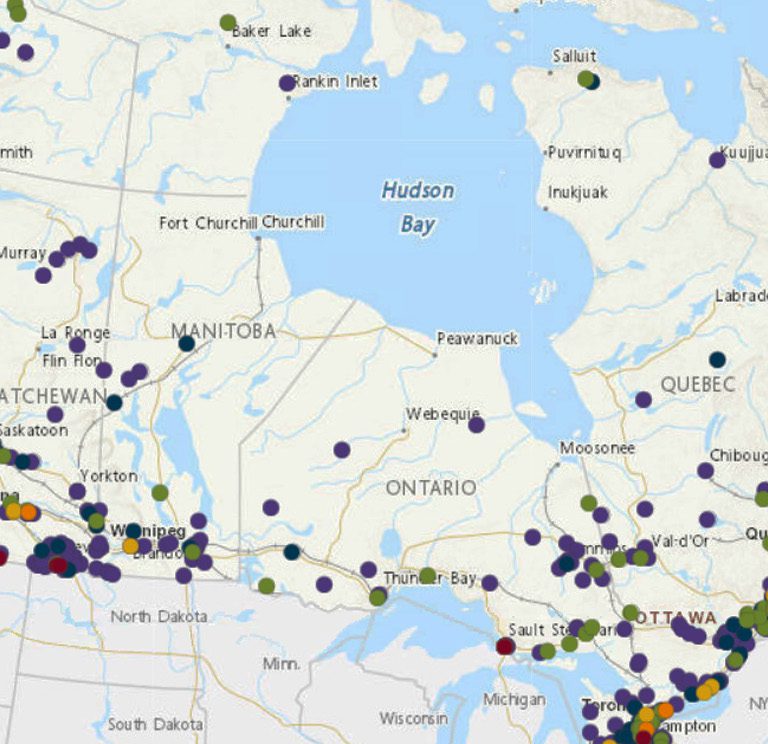 Baker Lake
Salluit
Rankin Inlet
mith
Puvirnituq
Kuujjua
Hudson
Bay
Inukjuak
Fort Churchill Churchill
Murray
Labrado
La Ronge
MANITOBA
Peawanuck
Flin Flon
QUEBEC
ATCHEWAN
Webequie
Saskatoon
Moosonee
Chiboug
Yorkton
ONTARIO
na
Winnipeg
Qu
Brandon
Val-d'Or
Thunder Bay
North Dakota
Sault Ste
OTTAWA
Minn.
Michigan
Toron
NY
Wisconsin
South Dakota
ampton